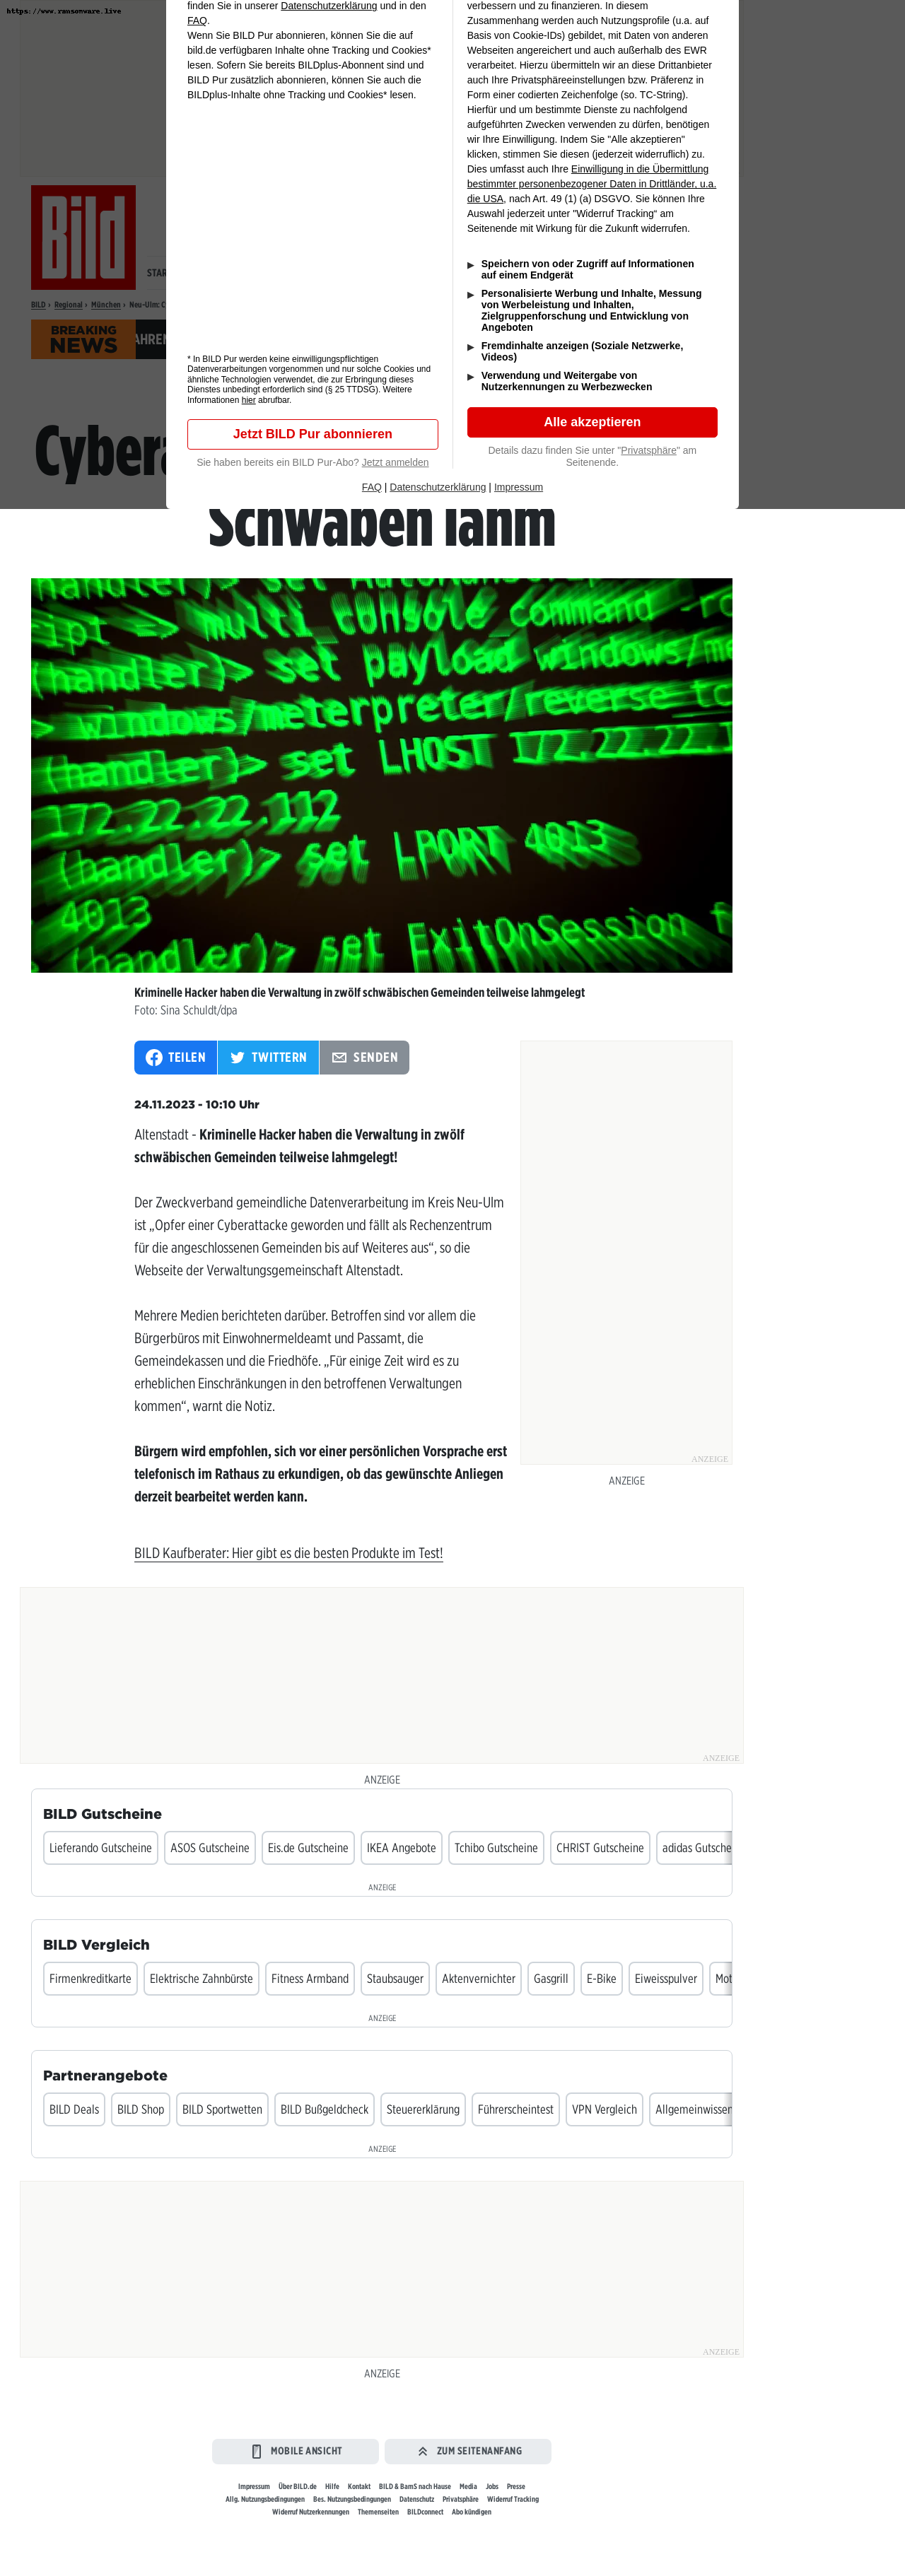 https://www.ransomware.live
finden Sie in unserer Datenschutzerklärung und in den
FAQ.
Wenn Sie BILD Pur abonnieren, können Sie die auf
bild.de verfügbaren Inhalte ohne Tracking und Cookies*
lesen. Sofern Sie bereits BILDplus-Abonnent sind und
BILD Pur zusätzlich abonnieren, können Sie auch die
BILDplus-Inhalte ohne Tracking und Cookies* lesen.
* In BILD Pur werden keine einwilligungspflichtigen
Datenverarbeitungen vorgenommen und nur solche Cookies und
ähnliche Technologien verwendet, die zur Erbringung dieses
Dienstes unbedingt erforderlich sind (§ 25 TTDSG). Weitere
Informationen hier abrufbar.
Jetzt BILD Pur abonnieren
Sie haben bereits ein BILD Pur-Abo? Jetzt anmelden
verbessern und zu finanzieren. In diesem
Zusammenhang werden auch Nutzungsprofile (u.a. auf
Basis von Cookie-IDs) gebildet, mit Daten von anderen
Webseiten angereichert und auch außerhalb des EWR
verarbeitet. Hierzu übermitteln wir an diese Drittanbieter
auch Ihre Privatsphäreeinstellungen bzw. Präferenz in
Form einer codierten Zeichenfolge (so. TC-String).
Hierfür und um bestimmte Dienste zu nachfolgend
aufgeführten Zwecken verwenden zu dürfen, benötigen
wir Ihre Einwilligung. Indem Sie "Alle akzeptieren"
klicken, stimmen Sie diesen (jederzeit widerruflich) zu.
Dies umfasst auch Ihre Einwilligung in die Übermittlung
bestimmter personenbezogener Daten in Drittländer, u.a.
die USA, nach Art. 49 (1) (a) DSGVO. Sie können Ihre
Auswahl jederzeit unter "Widerruf Tracking“ am
Seitenende mit Wirkung für die Zukunft widerrufen.
Speichern von oder Zugriff auf Informationen
auf einem Endgerät
Personalisierte Werbung und Inhalte, Messung
von Werbeleistung und Inhalten,
Zielgruppenforschung und Entwicklung von
Angeboten
Fremdinhalte anzeigen (Soziale Netzwerke,
Videos)
Verwendung und Weitergabe von
Nutzerkennungen zu Werbezwecken
Alle akzeptieren
Details dazu finden Sie unter "Privatsphäre" am
Seitenende.
FAQ | Datenschutzerklärung | Impressum
Bild
STAR
BILD › Regional › München › Neu-Ulm: C
BREAKING
NEWS
AHREN
Cybera
Schwaben lahm
set console
set payload windows/me
set LHOST 172.22.2
(handler_assets) set LPORT 4013
set ExitOnSession
4013
Kriminelle Hacker haben die Verwaltung in zwölf schwäbischen Gemeinden teilweise lahmgelegt
Foto: Sina Schuldt/dpa
TEILEN
TWITTERN
SENDEN
24.11.2023 - 10:10 Uhr
Altenstadt - Kriminelle Hacker haben die Verwaltung in zwölf
schwäbischen Gemeinden teilweise lahmgelegt!
Der Zweckverband gemeindliche Datenverarbeitung im Kreis Neu-Ulm
ist „Opfer einer Cyberattacke geworden und fällt als Rechenzentrum
für die angeschlossenen Gemeinden bis auf Weiteres aus“, so die
Webseite der Verwaltungsgemeinschaft Altenstadt.
Mehrere Medien berichteten darüber. Betroffen sind vor allem die
Bürgerbüros mit Einwohnermeldeamt und Passamt, die
Gemeindekassen und die Friedhöfe. „Für einige Zeit wird es zu
erheblichen Einschränkungen in den betroffenen Verwaltungen
kommen“, warnt die Notiz.
Bürgern wird empfohlen, sich vor einer persönlichen Vorsprache erst
telefonisch im Rathaus zu erkundigen, ob das gewünschte Anliegen
derzeit bearbeitet werden kann.
ANZEIGE
ANZEIGE
BILD Kaufberater: Hier gibt es die besten Produkte im Test!
ANZEIGE
ANZEIGE
BILD Gutscheine
Lieferando Gutscheine ASOS Gutscheine Eis.de Gutscheine IKEA Angebote Tchibo Gutscheine CHRIST Gutscheine adidas Gutsche
ANZEIGE
BILD Vergleich
Firmenkreditkarte Elektrische Zahnbürste Fitness Armband Staubsauger Aktenvernichter Gasgrill E-Bike Eiweisspulver Mot
ANZEIGE
Partnerangebote
BILD Deals BILD Shop BILD Sportwetten BILD Bußgeldcheck Steuererklärung Führerscheintest VPN Vergleich Allgemeinwissen
ANZEIGE
ANZEIGE
ANZEIGE
MOBILE ANSICHT
ZUM SEITENANFANG
Impressum Über BILD.de Hilfe Kontakt BILD & BamS nach Hause Media Jobs Presse
Allg. Nutzungsbedingungen Bes. Nutzungsbedingungen Datenschutz Privatsphäre Widerruf Tracking
Widerruf Nutzerkennungen Themenseiten BILDconnect Abo kündigen